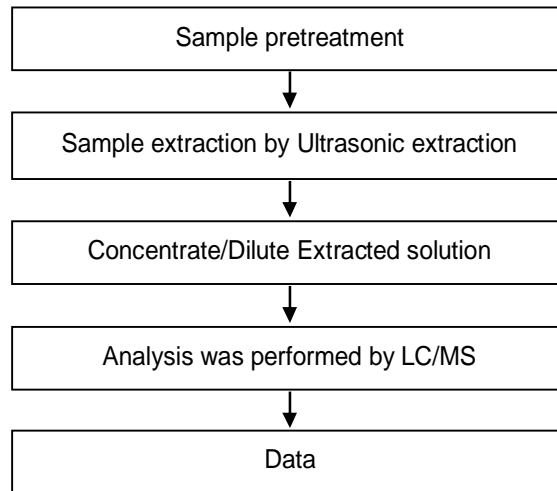 Sample pretreatment
Sample extraction by Ultrasonic extraction
Concentrate/Dilute Extracted solution
Analysis was performed by LC/MS
Data